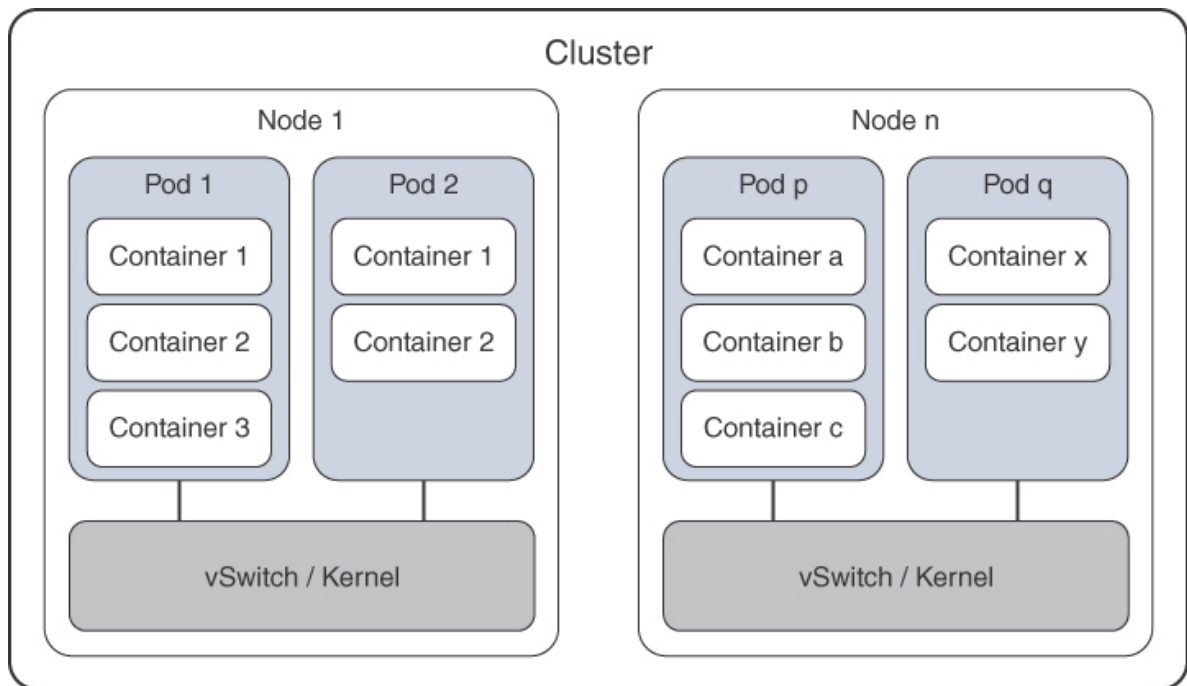 Cluster
Node 1
Pod 1
Container 1
Container 2
Container 3
Pod 2
Container 1
Container 2
vSwitch / Kernel
Node n
Pod p
Container a
Container b
Container c
Pod q
Container x
Container y
vSwitch / Kernel